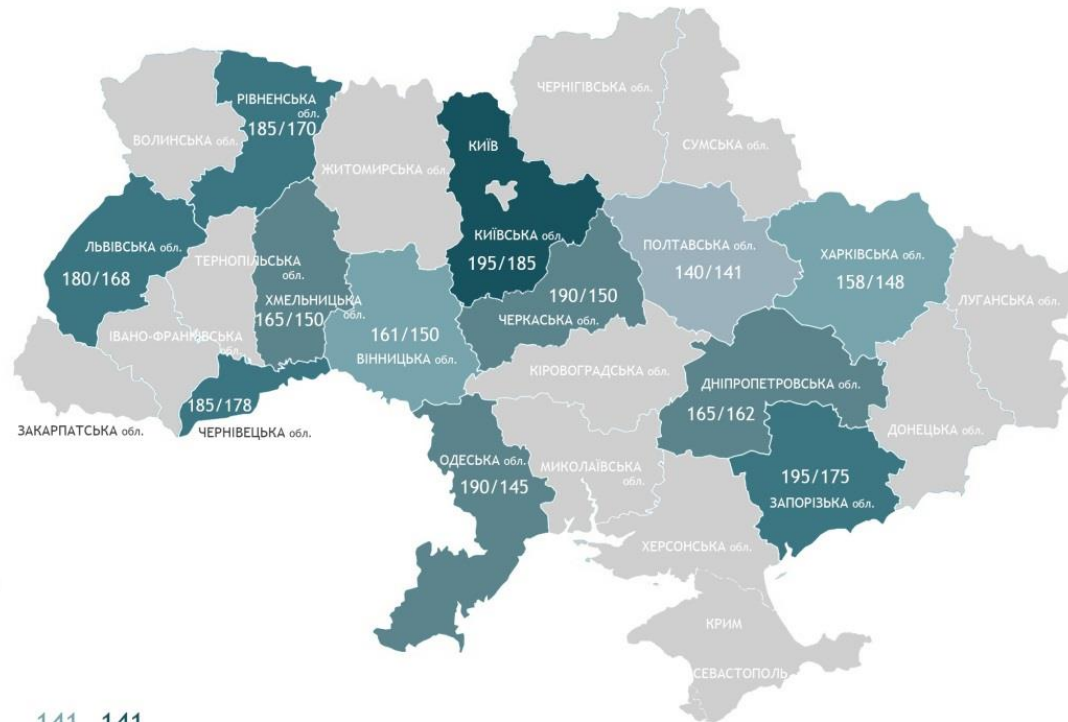 РІВНЕНСЬКА обл.
185/170
ВОЛИНСЬКА обл.
ЖИТОМИРСЬКА обл.
КИЇВ
ЧЕРНІГІВСЬКА обл.
СУМСЬКА обл.
ЛЬВІВСЬКА обл.
180/168
ТЕРНОПІЛЬСЬКА
обл.
ХМЕЛЬНИЦЬКА
обл.
165/150
КИЇВСЬКА обл.
195/185
ПОЛТАВСЬКА обл.
140/141
ХАРКІВСЬКА обл.
158/148
ЛУГАНСЬКА обл.
190/150
ЧЕРКАСЬКА обл.
161/150
ВІННИЦЬКА обл.
ІВАНО-ФРАНКІВСЬКА
обл.
КІРОВОГРАДСЬКА обл.
ДНІПРОПЕТРОВСЬКА обл.
165/162
185/178
ЗАКАРПАТСЬКА обл.
ЧЕРНІВЕЦЬКА обл.
ДОНЕЦЬКА обл.
ОДЕСЬКА обл.
190/145
МИКОЛАЇВСЬКА
обл.
195/175
ЗАПОРІЗЬКА обл.
ХЕРСОНСЬКА обл.
КРИМ
СЕВАСТОПОЛЬ
141 141